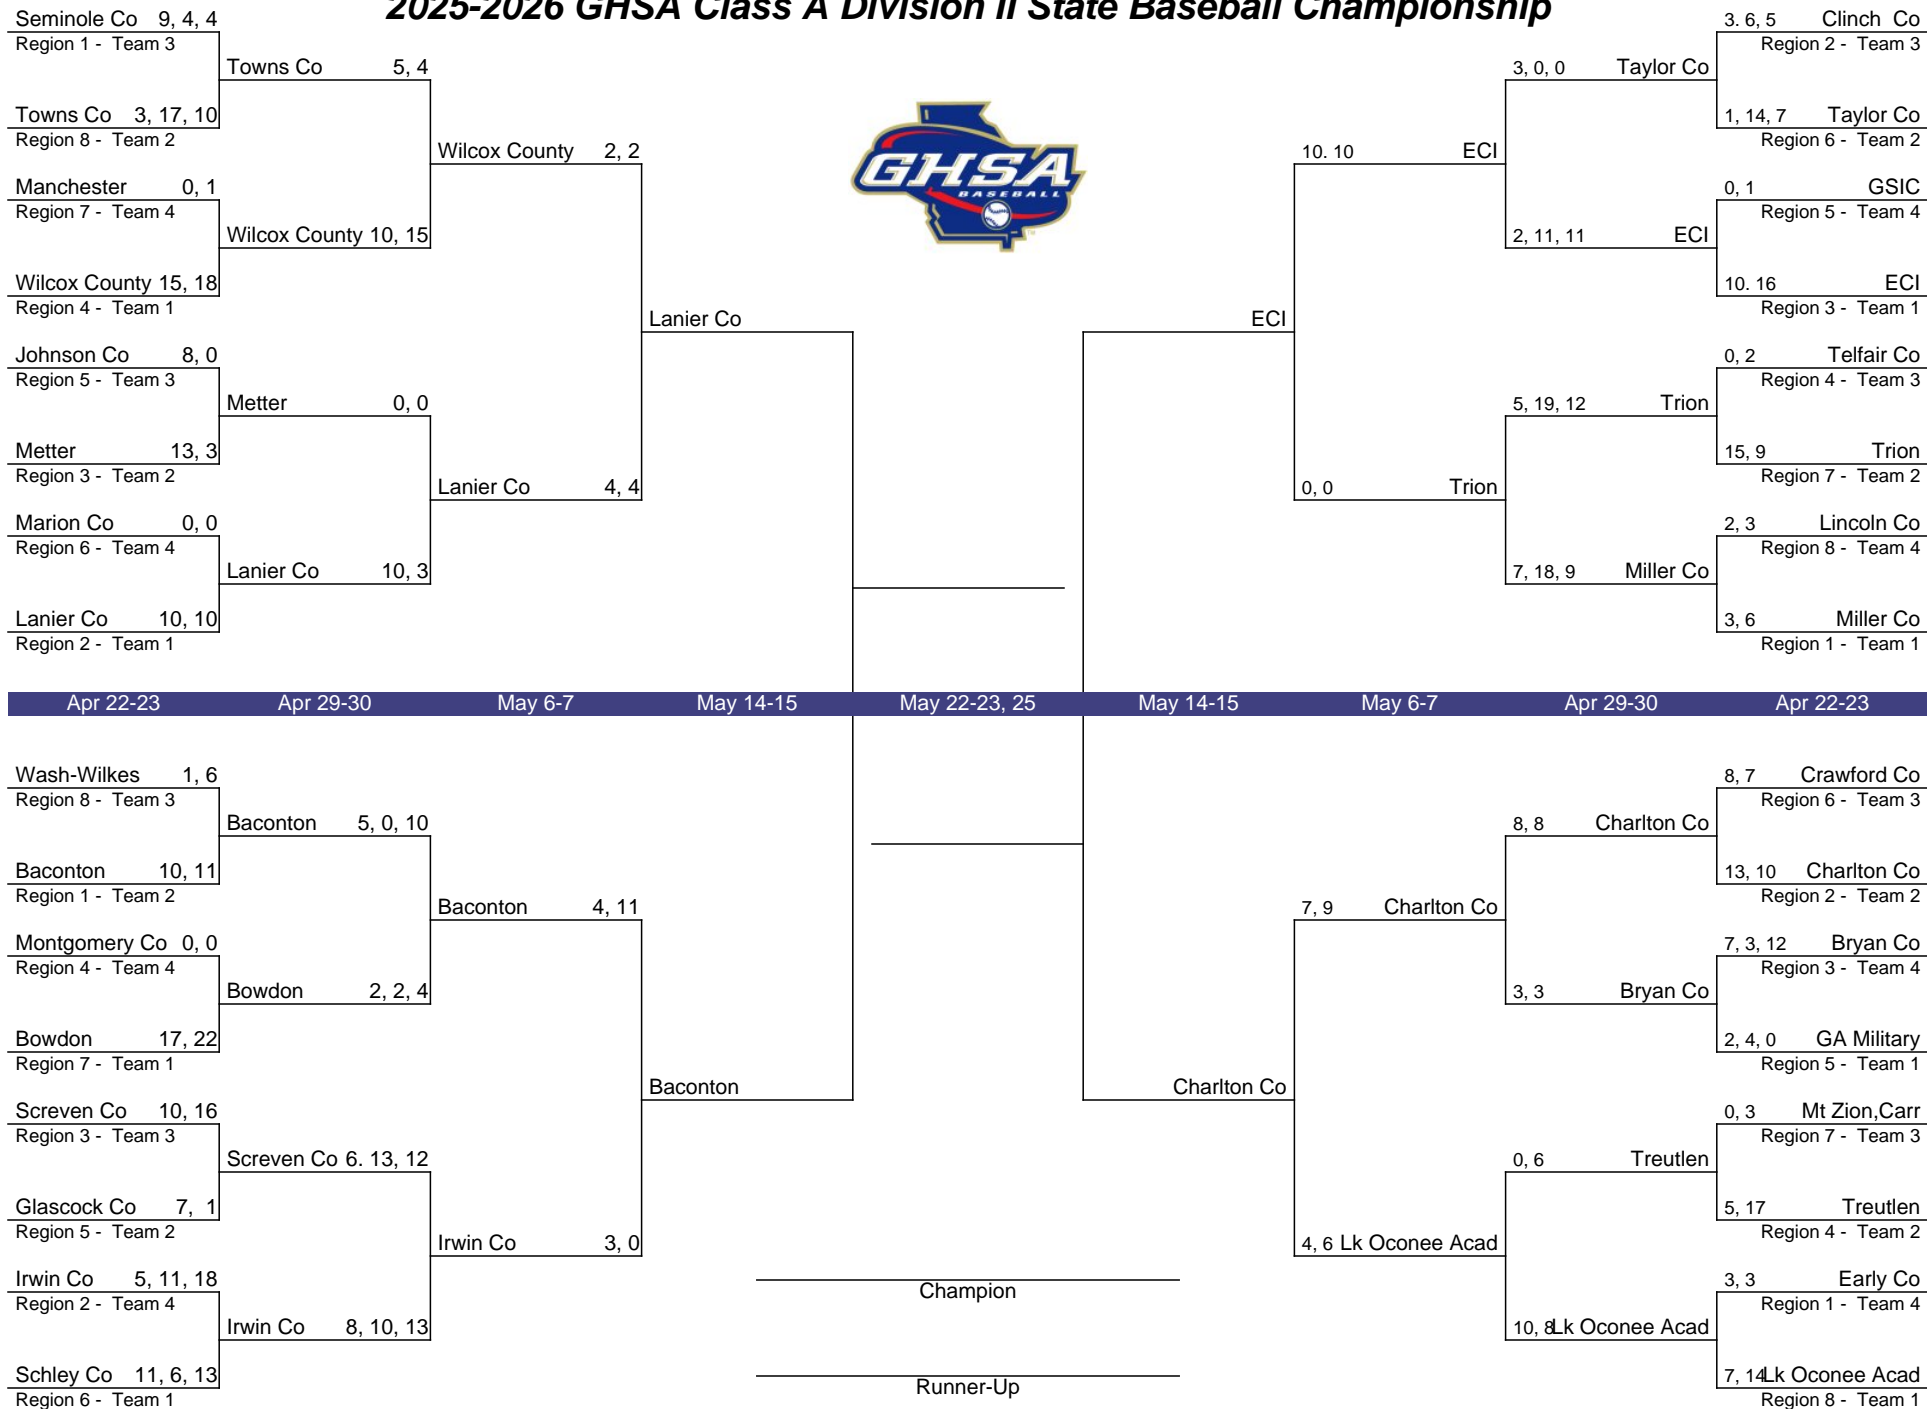 2025-2026 GHSA Class A Division II State Baseball Championship
Seminole Co 9, 4, 4
Region 1 - Team 3
Towns Co 5, 4
Towns Co 3, 17, 10
Region 8 - Team 2
Wilcox County 2, 2
Manchester 0, 1
Region 7 - Team 4
Wilcox County 10, 15
Wilcox County 15, 18
Region 4 - Team 1
Lanier Co
Johnson Co 8, 0
Region 5 - Team 3
Metter 0, 0
Metter 13, 3
Region 3 - Team 2
Lanier Co 4, 4
Marion Co 0, 0
Region 6 - Team 4
Lanier Co 10, 3
Lanier Co 10, 10
Region 2 - Team 1
GHSA
BASEBALL
3. 6, 5 Clinch Co
Region 2 - Team 3
3, 0, 0 Taylor Co
1, 14, 7 Taylor Co
Region 6 - Team 2
10. 10 ECI
0, 1 GSIC
Region 5 - Team 4
2, 11, 11 ECI
10. 16 ECI
Region 3 - Team 1
ECI
0, 2 Telfair Co
Region 4 - Team 3
5, 19, 12 Trion
15, 9 Trion
Region 7 - Team 2
0, 0 Trion
2, 3 Lincoln Co
Region 8 - Team 4
7, 18, 9 Miller Co
3, 6 Miller Co
Region 1 - Team 1
Apr 22-23 Apr 29-30 May 6-7 May 14-15 May 22-23, 25 May 14-15 May 6-7 Apr 29-30 Apr 22-23
Wash-Wilkes 1, 6
Region 8 - Team 3
Baconton 5, 0, 10
Baconton 10, 11
Region 1 - Team 2
Baconton 4, 11
Montgomery Co 0, 0
Region 4 - Team 4
Bowdon 2, 2, 4
Bowdon 17, 22
Region 7 - Team 1
Baconton
Screven Co 10, 16
Region 3 - Team 3
Screven Co 6. 13, 12
Glascock Co 7, 1
Region 5 - Team 2
Irwin Co 3, 0
Irwin Co 5, 11, 18
Region 2 - Team 4
Irwin Co 8, 10, 13
Schley Co 11, 6, 13
Region 6 - Team 1
Champion
Runner-Up
8, 7 Crawford Co
Region 6 - Team 3
8, 8 Charlton Co
13, 10 Charlton Co
Region 2 - Team 2
7, 9 Charlton Co
7, 3, 12 Bryan Co
Region 3 - Team 4
3, 3 Bryan Co
2, 4, 0 GA Military
Region 5 - Team 1
Charlton Co
0, 3 Mt Zion,Carr
Region 7 - Team 3
0, 6 Treutlen
5, 17 Treutlen
Region 4 - Team 2
4, 6 Lk Oconee Acad
3, 3 Early Co
Region 1 - Team 4
10, 8 Lk Oconee Acad
7, 14 Lk Oconee Acad
Region 8 - Team 1